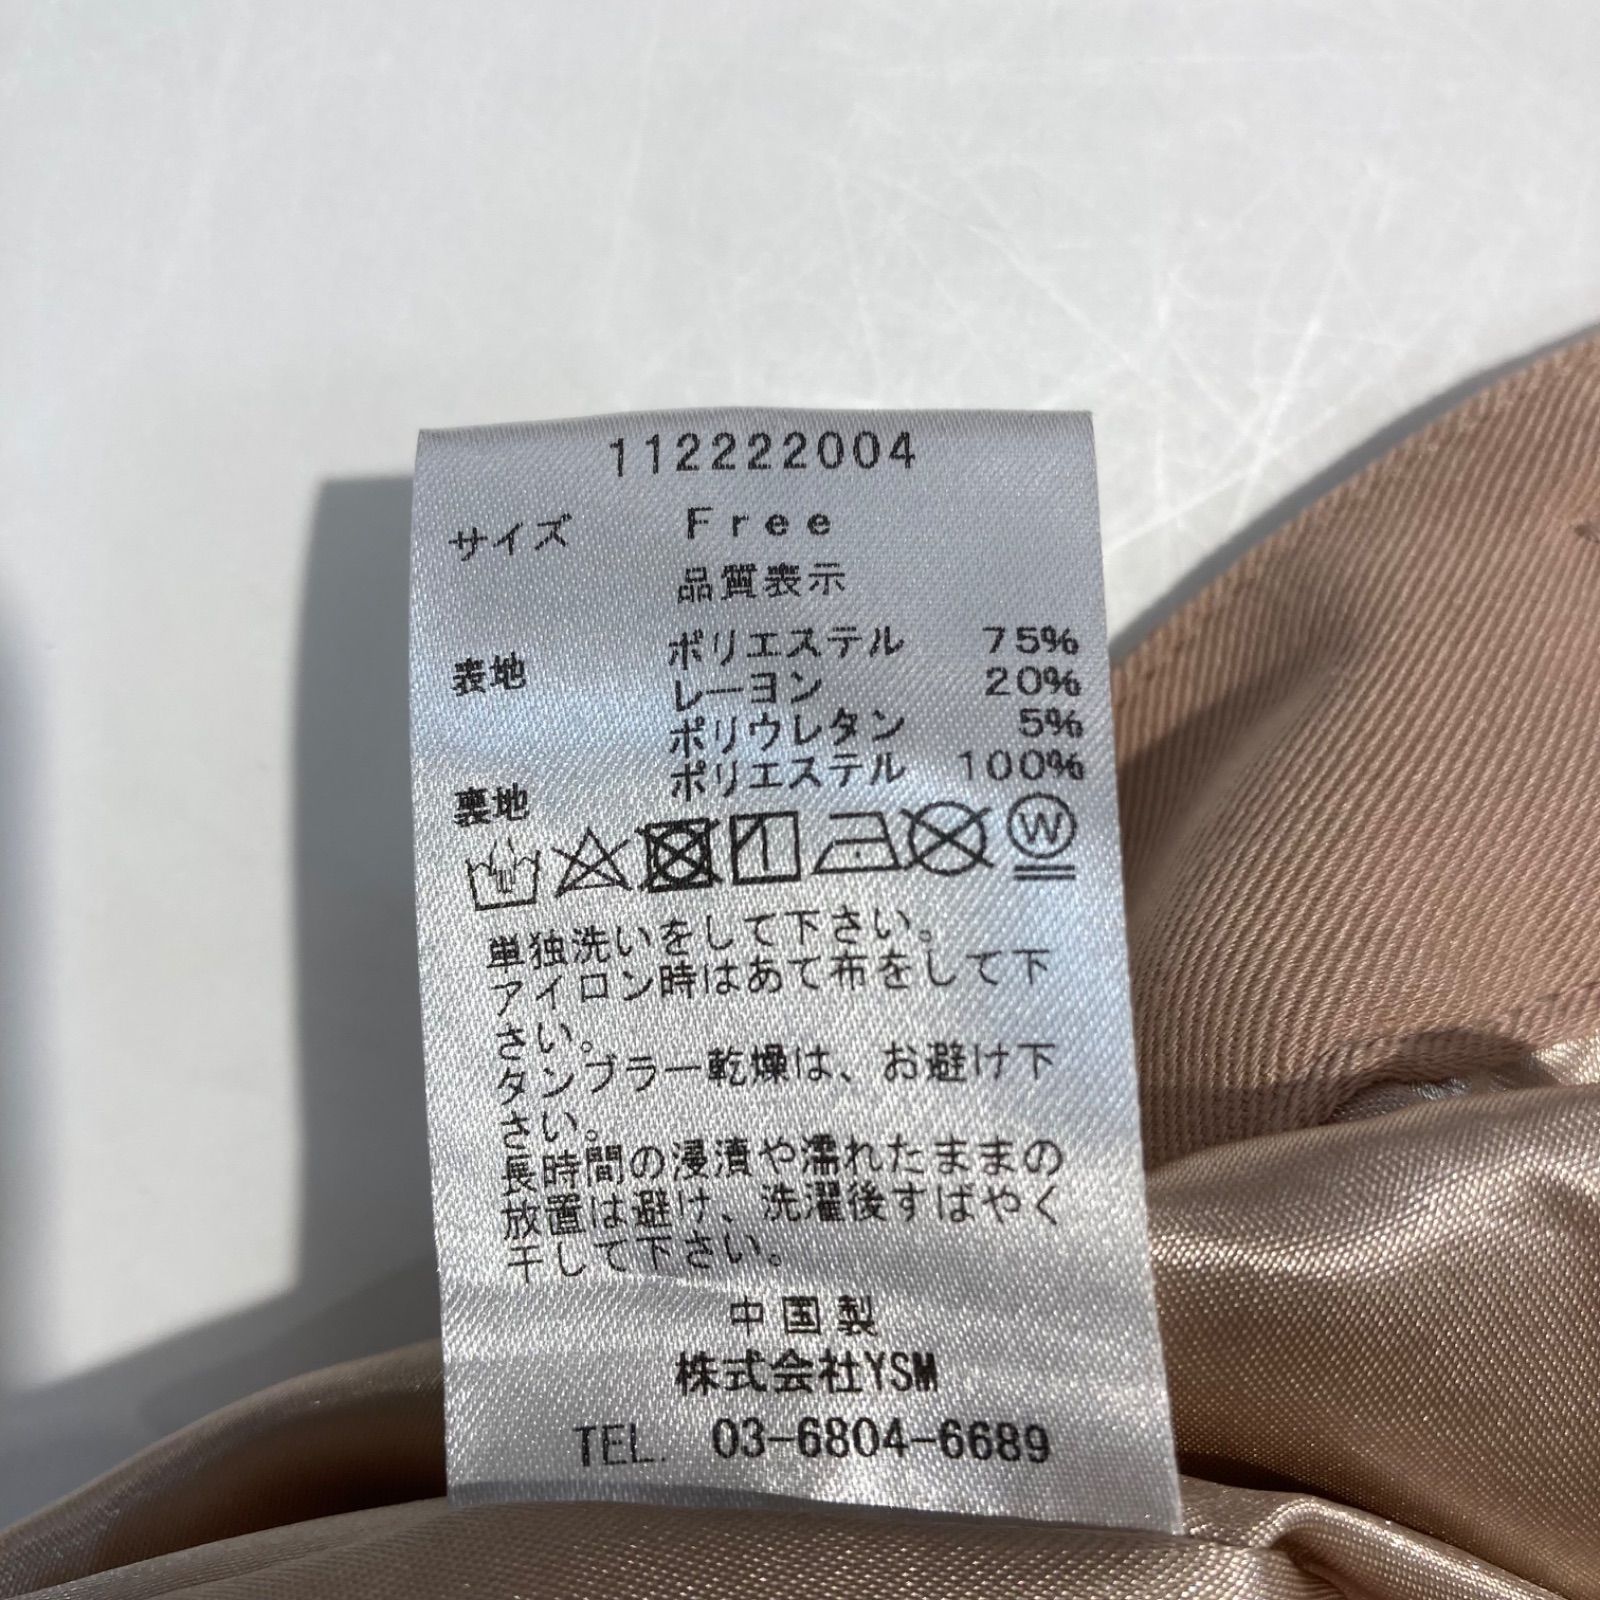 112222004
サイズ Free
品質表示
表地 ポリエステル 75%
レーヨン 20%
ポリウレタン 5%
裏地 ポリエステル 100%
W
単独洗いをして下さい。
アイロン時はあて布をして下
さい。
タンブラー乾燥は、お避け下
さい。
長時間の浸漬や濡れたままの
放置は避け、洗濯後すばやく
干して下さい。
中国製
株式会社YSM
TEL. 03-6804-6689